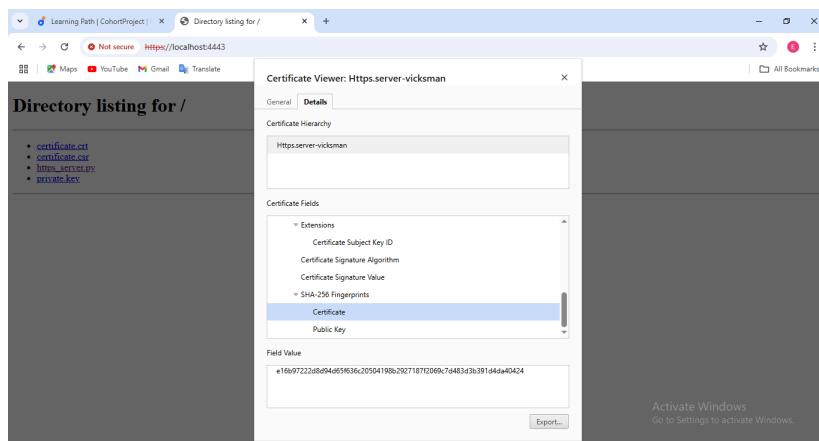 Learning Path | CohortProject |
Directory listing for /
Not secure
https://localhost:4443
E
Maps
YouTube
Gmail
Translate
All Bookmarks
Directory listing for /
certificate.crt
certificate.csr
https_server.py
private.key
Certificate Viewer: Https.server-vicksman
General
Details
Certificate Hierarchy
Https.server-vicksman
Certificate Fields
Extensions
Certificate Subject Key ID
Certificate Signature Algorithm
Certificate Signature Value
SHA-256 Fingerprints
Certificate
Public Key
Field Value
e16b97222d8d94d65f636c20504198b2927187f2069c7d483d3b391d4da40424
Export...
Activate Windows
Go to Settings to activate Windows.